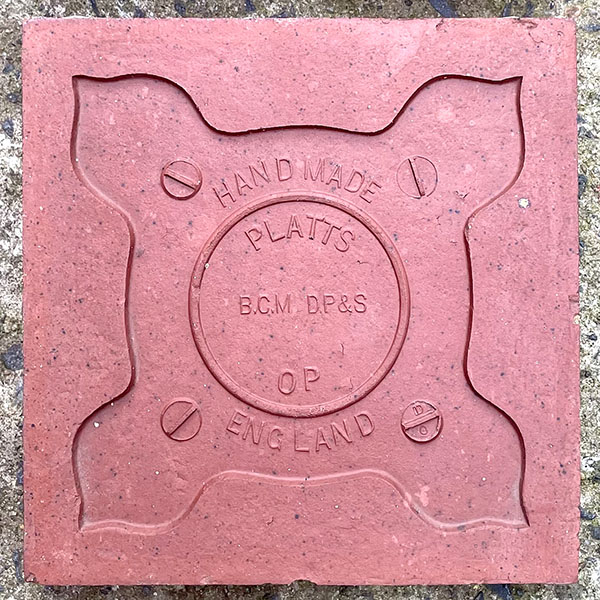 HAND MADE
PLATTS
B.C.M. D.P&S
OP
ENGLAND